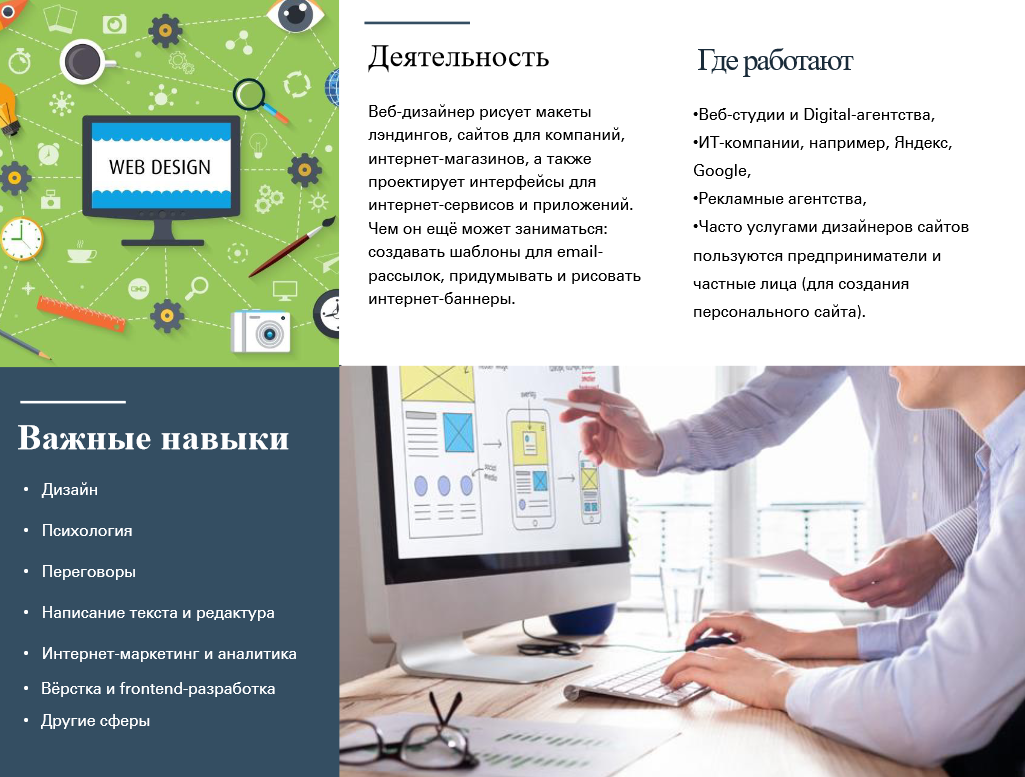 WEB DESIGN
Деятельность
Веб-дизайнер рисует макеты
лэндингов, сайтов для компаний,
интернет-магазинов, а также
проектирует интерфейсы для
интернет-сервисов и приложений.
Чем он ещё может заниматься:
создавать шаблоны для email-
рассылок, придумывать и рисовать
интернет-баннеры.
Где работают
•Веб-студии и Digital-агентства,
•ИТ-компании, например, Яндекс,
Google,
•Рекламные агентства,
•Часто услугами дизайнеров сайтов
пользуются предприниматели и
частные лица (для создания
персонального сайта).
Важные навыки
• Дизайн
• Психология
• Переговоры
• Написание текста и редактура
• Интернет-маркетинг и аналитика
• Вёрстка и frontend-разработка
• Другие сферы
social
media